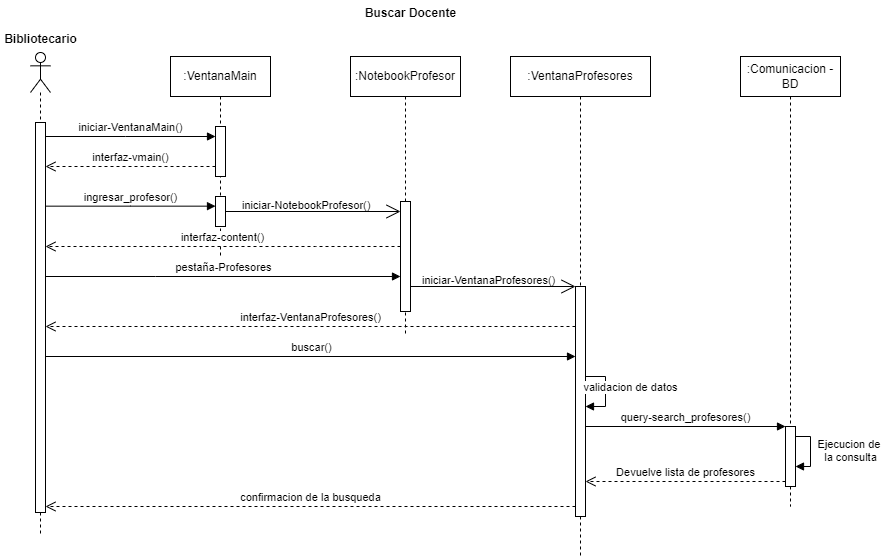 Buscar Docente
Bibliotecario
:VentanaMain
:NotebookProfesor
:VentanaProfesores
:Comunicacion -
BD
iniciar-VentanaMain()
interfaz-vmain()
ingresar_profesor()
iniciar-NotebookProfesor()
interfaz-content()
pestaña-Profesores
iniciar-VentanaProfesores()
interfaz-VentanaProfesores()
buscar()
validacion de datos
query-search_profesores()
Ejecucion de
la consulta
Devuelve lista de profesores
confirmacion de la busqueda